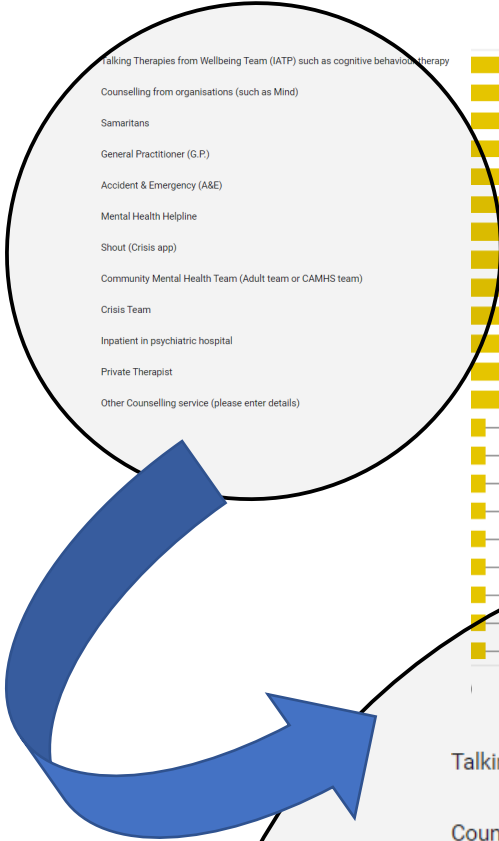 Talking Therapies from Wellbeing Team (IATP) such as cognitive behaviour therapy
Counselling from organisations (such as Mind)
Samaritans
General Practitioner (G.P.)
Accident & Emergency (A&E)
Mental Health Helpline
Shout (Crisis app)
Community Mental Health Team (Adult team or CAMHS team)
Crisis Team
Inpatient in psychiatric hospital
Private Therapist
Other Counselling service (please enter details)